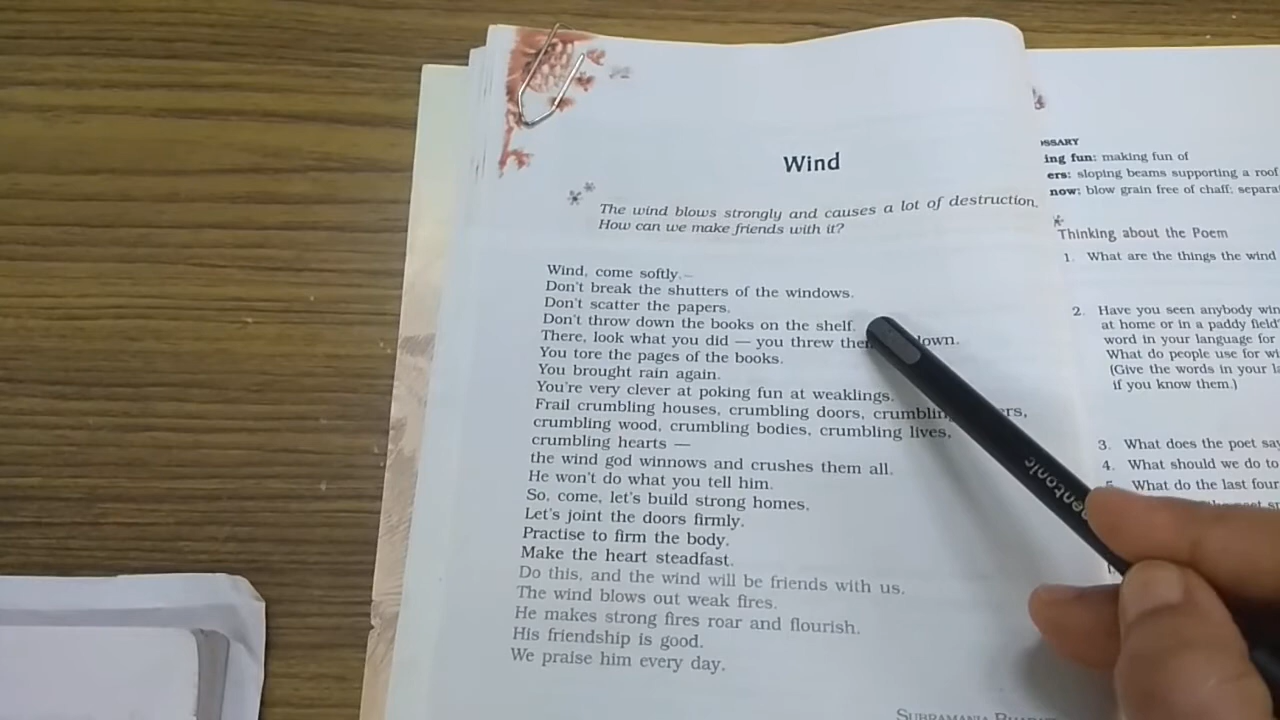 Wind
The wind blows strongly and causes a lot of destruction.
How can we make friends with it?
Wind, come softly.
Don't break the shutters of the windows.
Don't scatter the papers.
Don't throw down the books on the shelf.
There, look what you did — you threw down.
You tore the pages of the books.
You brought rain again.
You're very clever at poking fun at weaklings.
Frail crumbling houses, crumbling doors,
crumbling wood, crumbling bodies, crumbling lives,
crumbling hearts —
the wind god winnows and crushes them all.
He won't do what you tell him.
So, come, let's build strong homes,
Let's joint the doors firmly.
Practise to firm the body.
Make the heart steadfast.
Do this, and the wind will be friends with us.
The wind blows out weak fires.
He makes strong fires roar and flourish.
His friendship is good.
We praise him every day.
ing fun: making fun of
ers: sloping beams supporting a roof
now: blow grain free of chaff;
Thinking about the Poem
1. What are the things the wind
2. Have you seen anybody
at home or in a paddy field
word in your language for
What do people use for
(Give the words in your
if you know them.)
3. What does the poet
4. What should we do to
5. What do the last four
mentonic